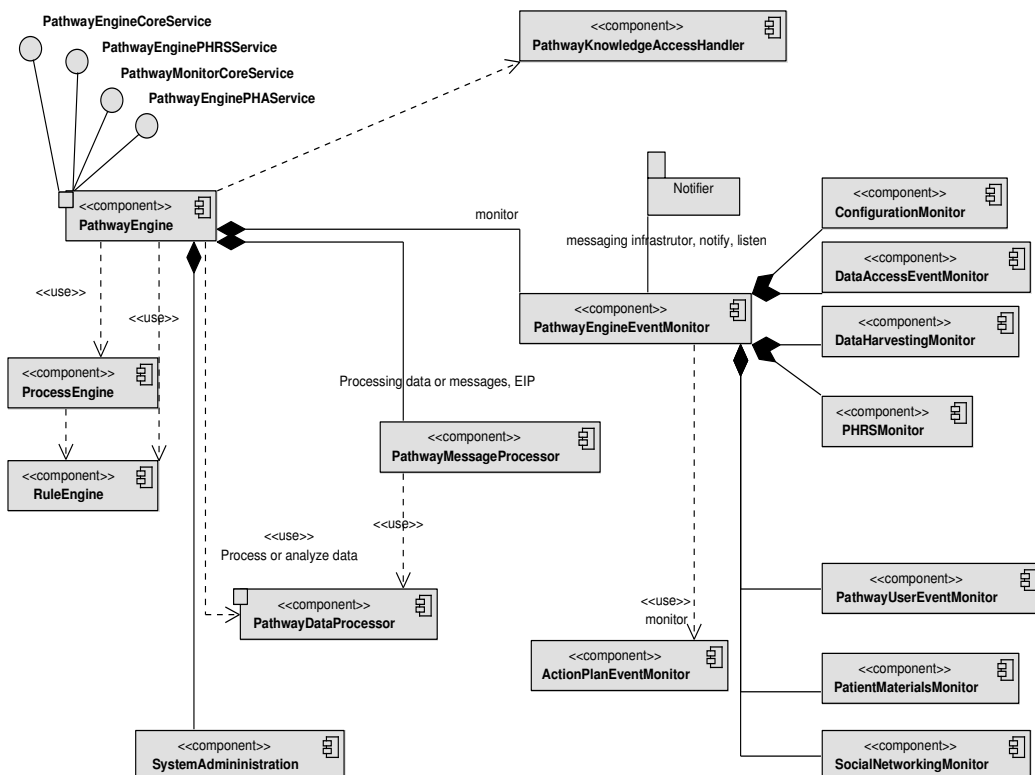 PathwayEngineCoreService
PathwayEnginePHRSService
PathwayMonitorCoreService
PathwayEnginePHAService
<<component>>
PathwayKnowledgeAccessHandler
<<component>>
PathwayEngine
monitor
Notifier
messaging infrastrutor, notify, listen
<<component>>
ConfigurationMonitor
<<component>>
DataAccessEventMonitor
<<component>>
PathwayEngineEventMonitor
<<component>>
DataHarvestingMonitor
<<use>>
<<use>>
<<component>>
ProcessEngine
Processing data or messages, EIP
<<component>>
PHRSMonitor
<<component>>
PathwayMessageProcessor
<<component>>
RuleEngine
<<use>>
<<use>>
Process or analyze data
<<component>>
PathwayDataProcessor
<<component>>
PathwayUserEventMonitor
<<use>>
monitor
<<component>>
ActionPlanEventMonitor
<<component>>
PatientMaterialsMonitor
<<component>>
SystemAdmininistration
<<component>>
SocialNetworkingMonitor